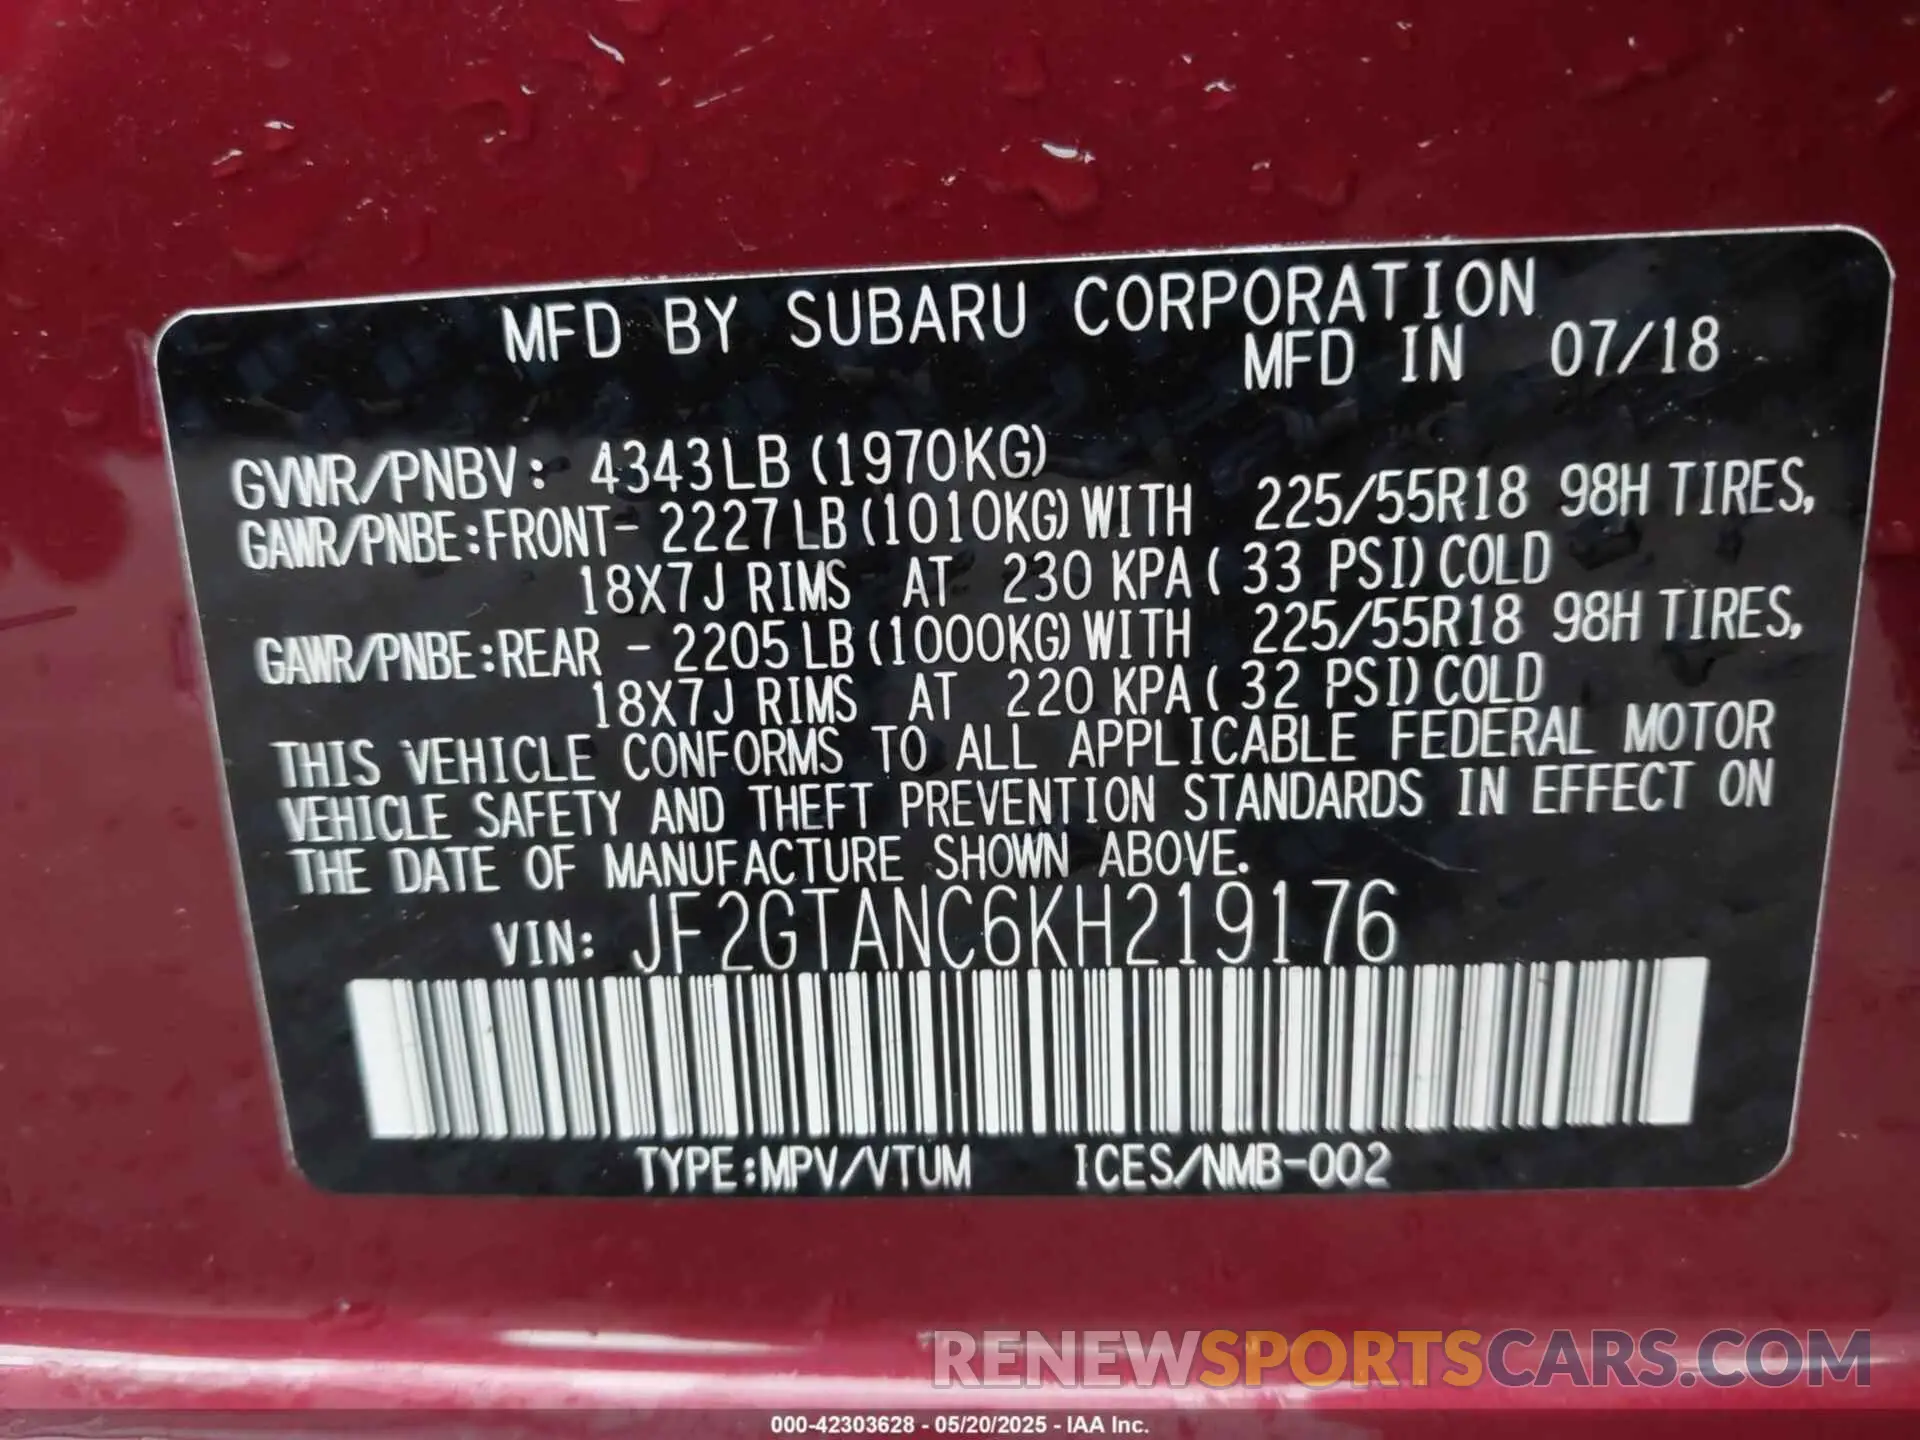 MFD BY SUBARU CORPORATION
MFD IN 07/18
GVWR/PNBV: 4343LB (1970KG)
GAWR/PNBE:FRONT- 2227LB (1010KG) WITH 225/55R18 98H TIRES,
18X7J RIMS AT 230 KPA ( 33 PSI) COLD
GAWR/PNBE:REAR - 2205LB (1000KG) WITH 225/55R18 98H TIRES,
18X7J RIMS AT 220 KPA ( 32 PSI) COLD
THIS VEHICLE CONFORMS TO ALL APPLICABLE FEDERAL MOTOR
VEHICLE SAFETY AND THEFT PREVENTION STANDARDS IN EFFECT ON
THE DATE OF MANUFACTURE SHOWN ABOVE.
VIN: JF2GTANC6KH219176
TYPE:MPV/VTUM ICES/NMB-002
RENEWSPORTSCARS.COM
000-42303628 - 05/20/2025 - IAA Inc.